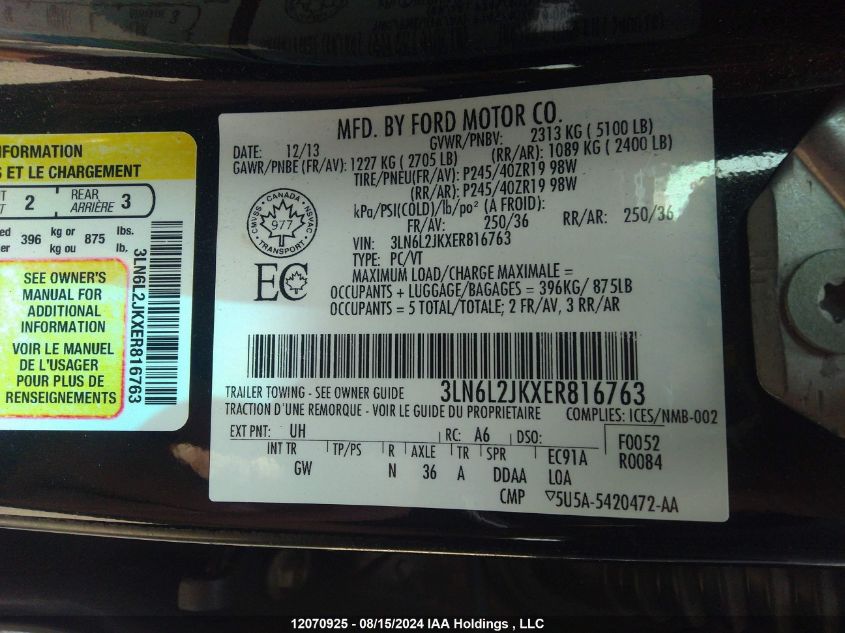 NFORMATION
S ET LE CHARGEMENT
2 REAR ARRIÈRE 3
396 kg or kg ou 875 lbs. lb.
SEE OWNER'S
MANUAL FOR
ADDITIONAL
INFORMATION
VOIR LE MANUEL
DE L'USAGER
POUR PLUS DE
RENSEIGNEMENTS
3LN6L2JKXER816763
MFD. BY FORD MOTOR CO.
DATE: 12/13 GVWR/PNBV: 2313 KG ( 5100 LB)
GAWR/PNBE (FR/AV): 1227 KG ( 2705 LB) (RR/AR): 1089 KG ( 2400 LB)
TIRE/PNEU(FR/AV): P245/40ZR19 98W
(RR/AR): P245/40ZR19 98W
kPa/PSI(COLD)/lb/po² (A FROID):
FR/AV: 250/36 RR/AR: 250/36
VIN: 3LN6L2JKXER816763
TYPE: PC/VT
MAXIMUM LOAD/CHARGE MAXIMALE =
OCCUPANTS + LUGGAGE/BAGAGES = 396KG/ 875LB
OCCUPANTS = 5 TOTAL/TOTALE; 2 FR/AV, 3 RR/AR
CANADA
CMVSS NSVAC
977
TRANSPORT
EC
3LN6L2JKXER816763
TRAILER TOWING - SEE OWNER GUIDE
TRACTION D'UNE REMORQUE - VOIR LE GUIDE DU PROPRIETAIRE
COMPLIES: ICES/NMB-002
EXT PNT: UH RC: A6 DSO: F0052
INT TR TP/PS R AXLE TR SPR EC91A R0084
GW N 36 A DDAA LOA
CMP ▽5U5A-5420472-AA
12070925 - 08/15/2024 IAA Holdings , LLC